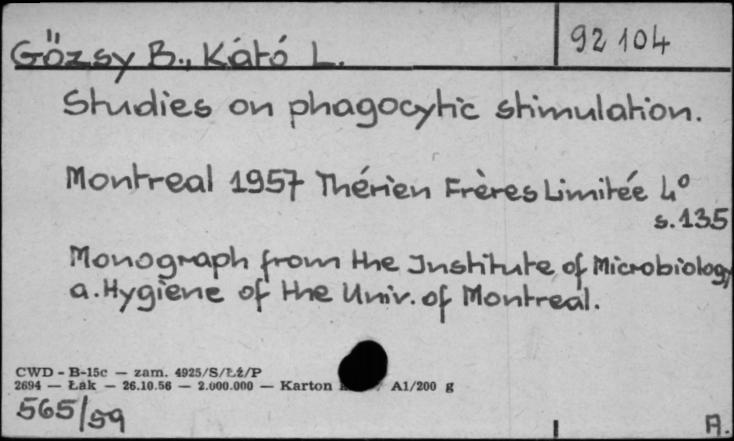 Gözsy B., Kátó L.
92 104
Studies on phagocytic stimulation.
Montreal 1957 Thérien Frères Limitée 4°
s. 135
Monograph from the Institute of Microbiology
a. Hygiene of the Univ. of Montreal.
CWD - B-15c — zam. 4925/S/Łż/P
2694 — Łak — 26.10.56 — 2.000.000 — Karton A1/200 g
565/59
A.